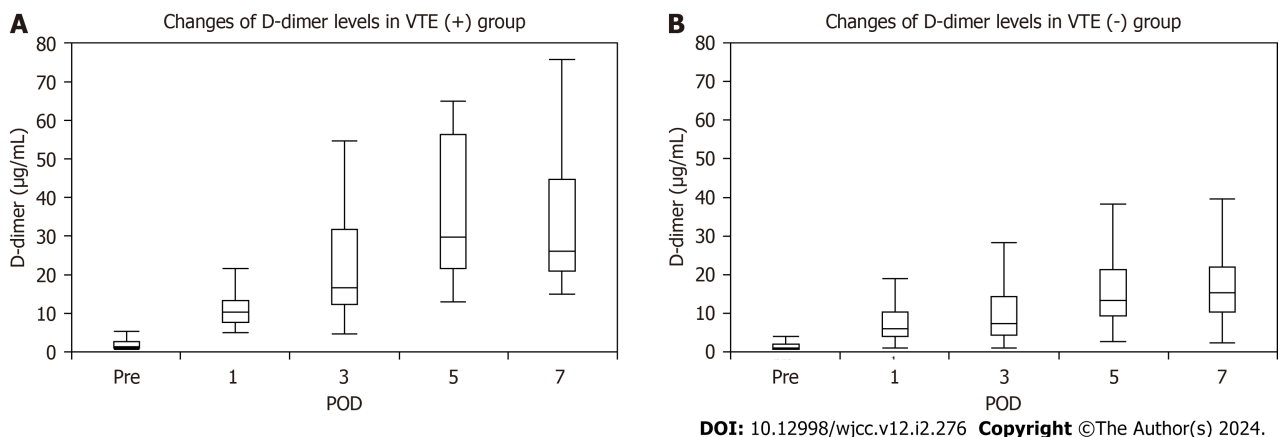 A
Changes of D-dimer levels in VTE (+) group
D-dimer (µg/mL)
80
70
60
50
40
30
20
10
0
Pre 1 3 5 7
POD
B
Changes of D-dimer levels in VTE (-) group
D-dimer (µg/mL)
80
70
60
50
40
30
20
10
0
Pre 1 3 5 7
POD
DOI: 10.12998/wjcc.v12.i2.276 Copyright ©The Author(s) 2024.